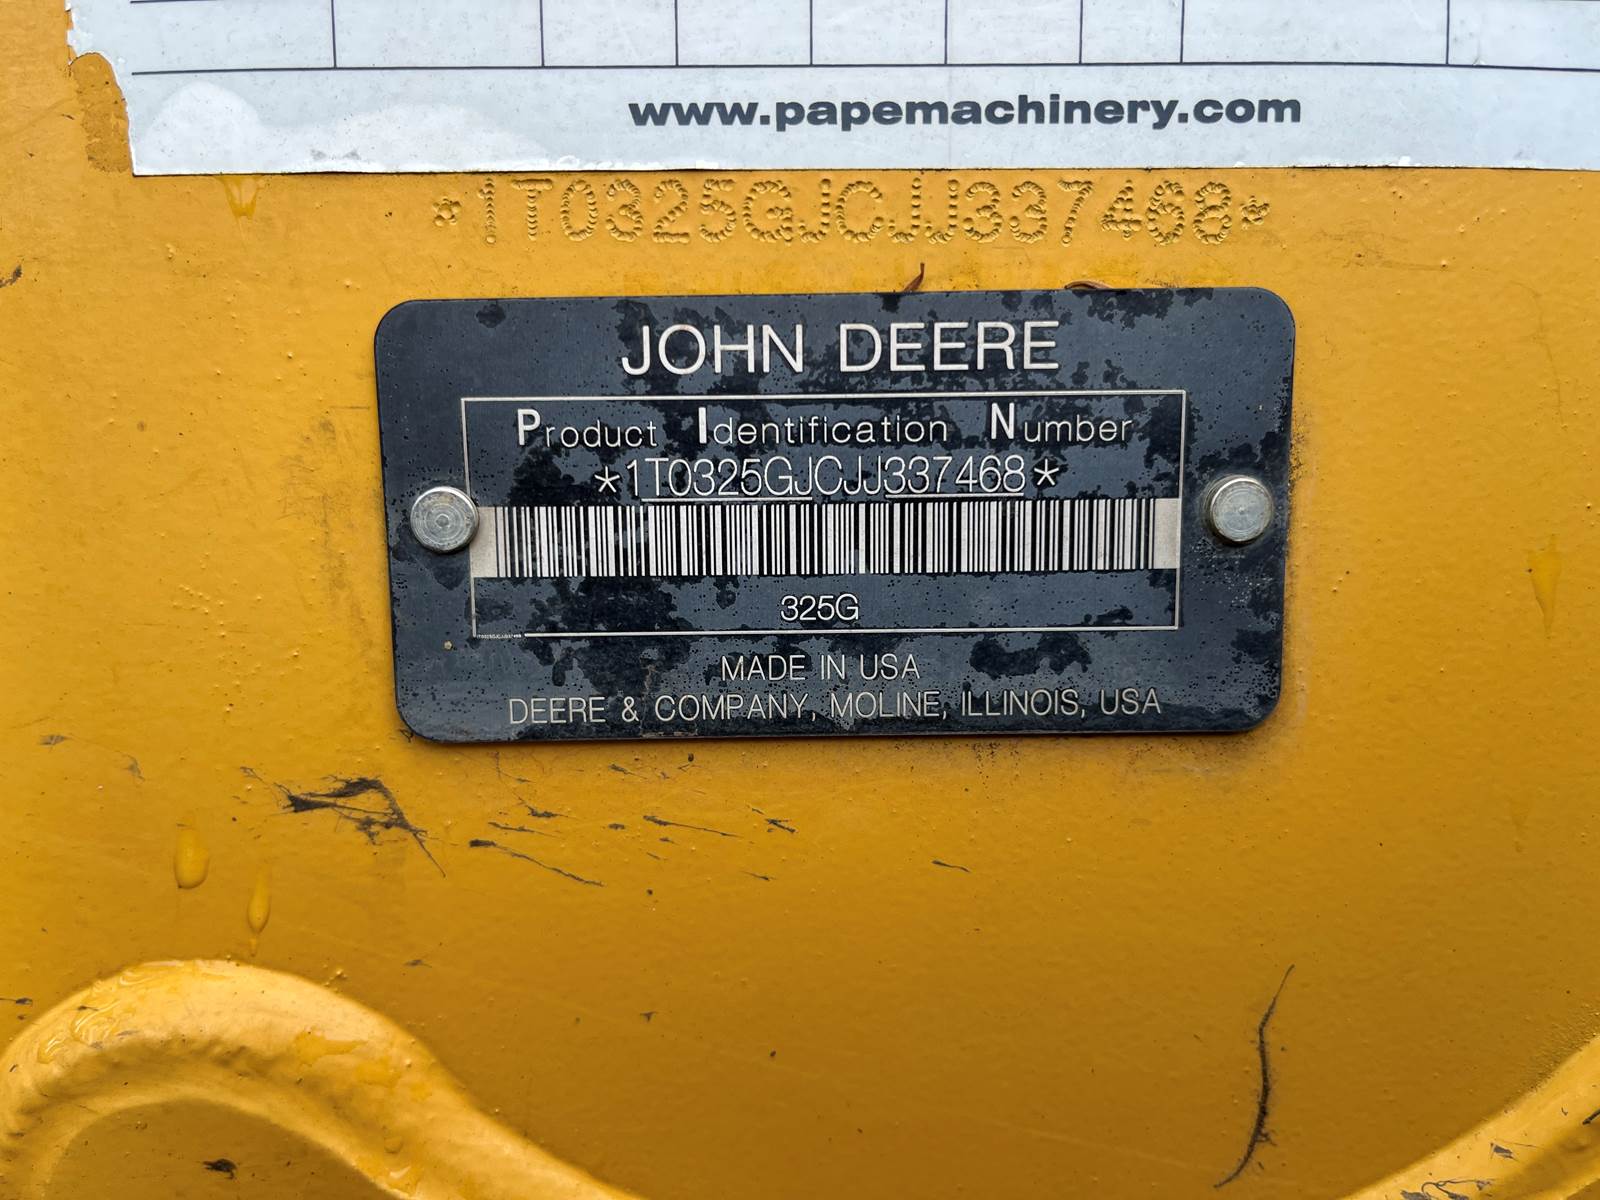 www.papemachinery.com
*1T0325GJCJJ337468*
JOHN DEERE
Product Identification Number
*1T0325GJCJJ337468*
325G
MADE IN USA
DEERE & COMPANY, MOLINE, ILLINOIS, USA